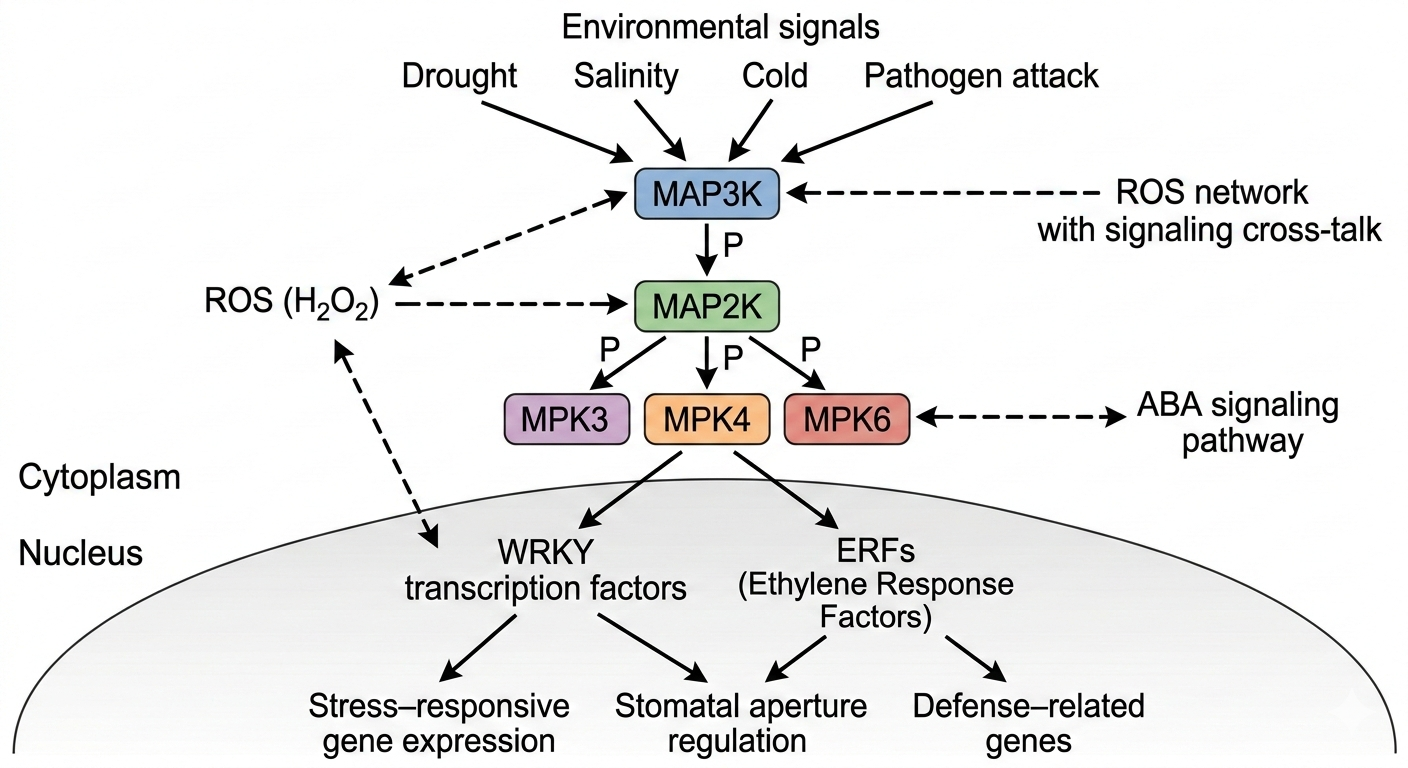 Environmental signals
Drought
Salinity
Cold
Pathogen attack
MAP3K
ROS network
with signaling cross-talk
P
ROS (H₂O₂)
MAP2K
P
P
P
MPK3
MPK4
MPK6
ABA signaling
pathway
Cytoplasm
Nucleus
WRKY
transcription factors
ERFs
(Ethylene Response
Factors)
Stress–responsive
gene expression
Stomatal aperture
regulation
Defense–related
genes